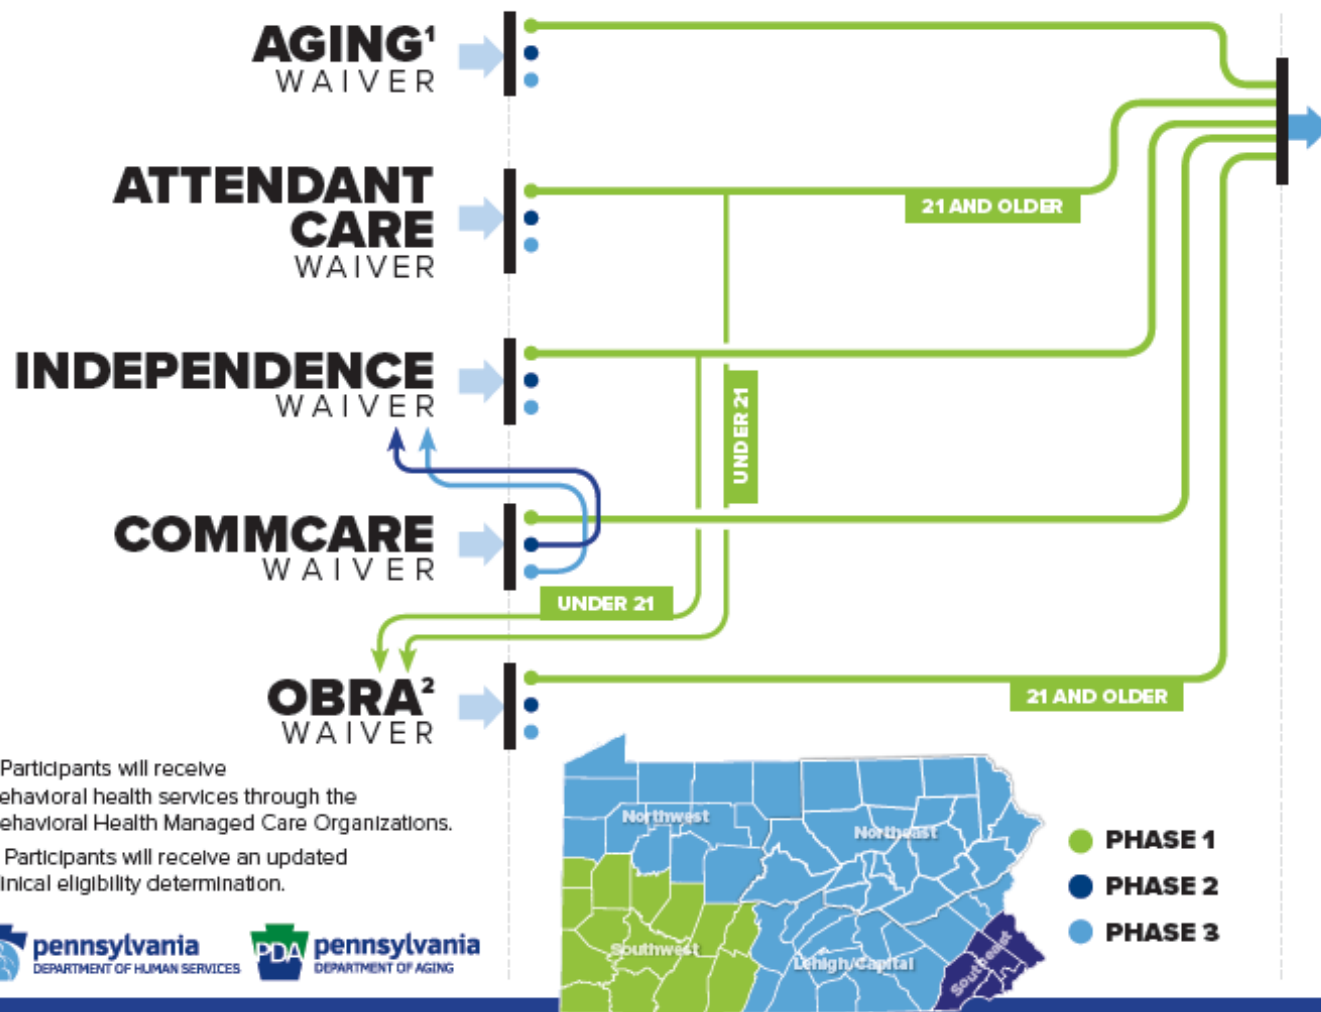 AGING¹
WAIVER
ATTENDANT
CARE
WAIVER
21 AND OLDER
INDEPENDENCE
WAIVER
UNDER 21
COMMCARE
WAIVER
UNDER 21
OBRA²
WAIVER
21 AND OLDER
Participants will receive
ehavioral health services through the
ehavioral Health Managed Care Organizations.
Participants will receive an updated
linical eligibility determination.
pennsylvania
DEPARTMENT OF HUMAN SERVICES
PDA
pennsylvania
DEPARTMENT OF AGING
Northwest
Northeast
Southwest
Lehigh/Capital
Southeast
PHASE 1
PHASE 2
PHASE 3